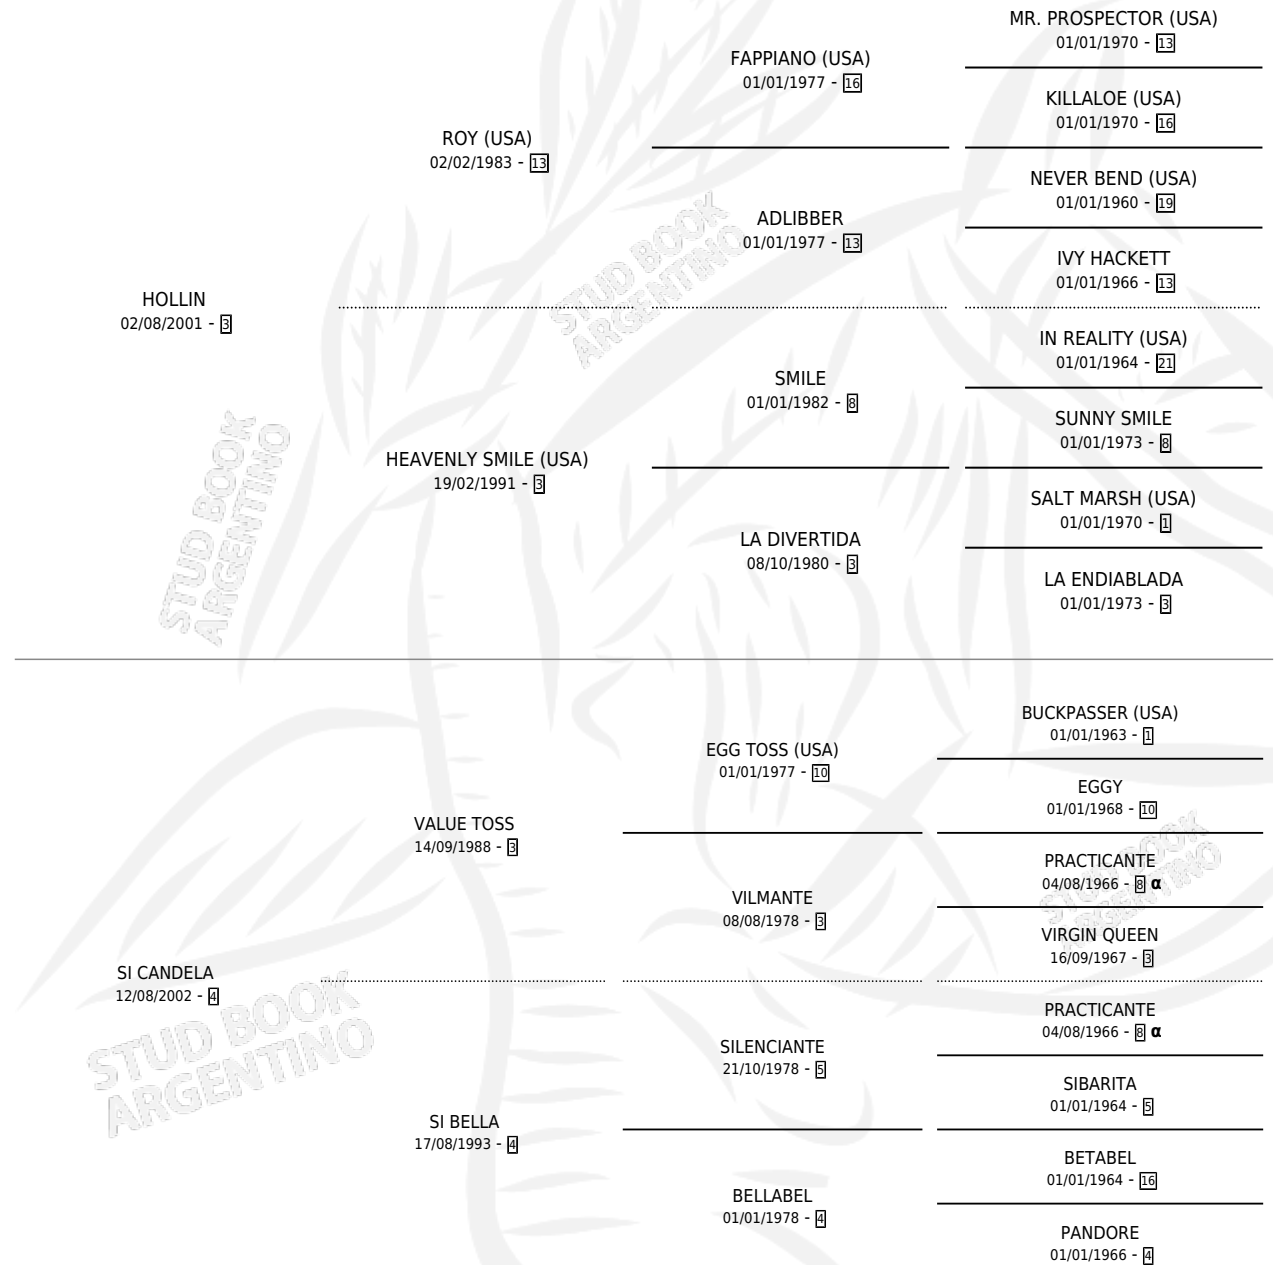 MR. PROSPECTOR (USA)
01/01/1970 - 13
FAPPIANO (USA)
01/01/1977 - 16
KILLALOE (USA)
01/01/1970 - 16
ROY (USA)
02/02/1983 - 13
NEVER BEND (USA)
01/01/1960 - 19
ADLIBBER
01/01/1977 - 13
IVY HACKETT
01/01/1966 - 13
HOLLIN
02/08/2001 - 3
IN REALITY (USA)
01/01/1964 - 21
SMILE
01/01/1982 - 8
SUNNY SMILE
01/01/1973 - 8
HEAVENLY SMILE (USA)
19/02/1991 - 3
SALT MARSH (USA)
01/01/1970 - 1
LA DIVERTIDA
08/10/1980 - 3
LA ENDIABLADA
01/01/1973 - 3
STUD BOOK
ARGENTINO
STUD BOOK
ARGENTINO
BUCKPASSER (USA)
01/01/1963 - 1
EGG TOSS (USA)
01/01/1977 - 10
EGGY
01/01/1968 - 10
VALUE TOSS
14/09/1988 - 3
PRACTICANTE
04/08/1966 - 8 α
VILMANTE
08/08/1978 - 3
VIRGIN QUEEN
16/09/1967 - 3
SI CANDELA
12/08/2002 - 4
PRACTICANTE
04/08/1966 - 8 α
SILENCIANTE
21/10/1978 - 5
SIBARITA
01/01/1964 - 5
SI BELLA
17/08/1993 - 4
BETABEL
01/01/1964 - 16
BELLABEL
01/01/1978 - 4
PANDORE
01/01/1966 - 4
STUD BOOK
ARGENTINO
STUD BOOK
ARGENTINO